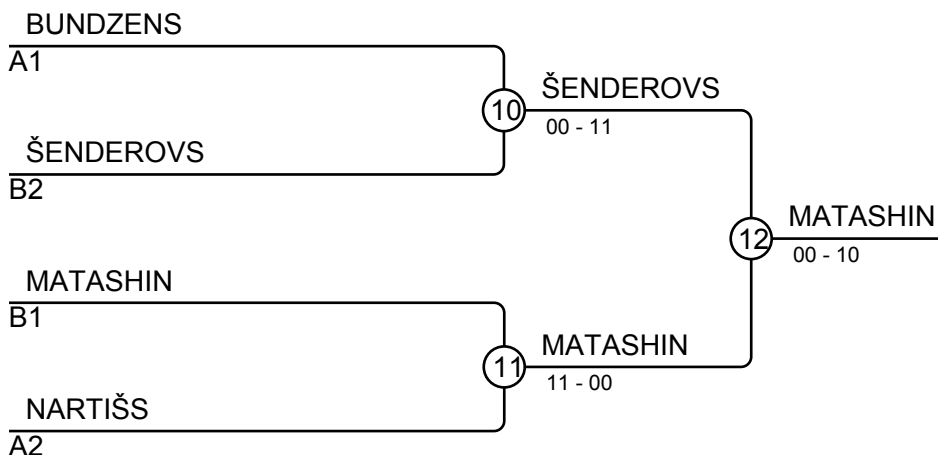 BUNDZENS
A1
10
ŠENDEROVS
00 - 11
ŠENDEROVS
B2
12
MATASHIN
00 - 10
MATASHIN
B1
11
MATASHIN
11 - 00
NARTIŠS
A2